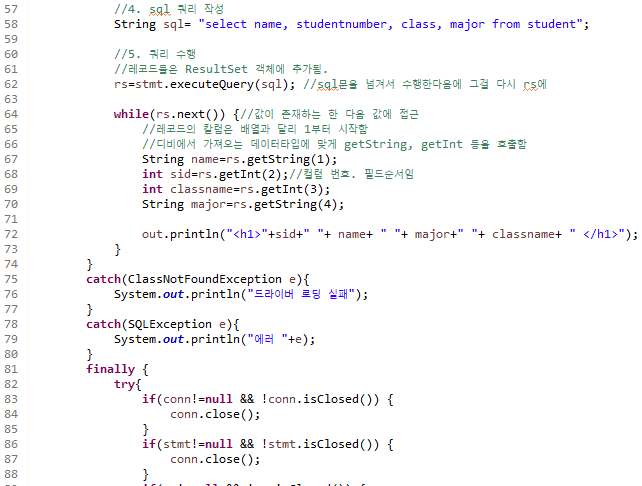 57 //4. sql 쿼리 작성
58 String sql= "select name, studentnumber, class, major from student";
59
60 //5. 쿼리 수행
61 //레코드들은 ResultSet 객체에 추가됨.
62 rs=stmt.executeQuery(sql); //sql문을 넘겨서 수행한다음에 그걸 다시 rs에
63
64 while(rs.next()) {//값이 존재하는 한 다음 값에 접근
65 //레코드의 칼럼은 배열과 달리 1부터 시작함
66 //디비에서 가져오는 데이터타입에 맞게 getString, getInt 등을 호출함
67 String name=rs.getString(1);
68 int sid=rs.getInt(2);//컬럼 번호. 필드순서임
69 int classname=rs.getInt(3);
70 String major=rs.getString(4);
71
72 out.println("<h1>"+sid+" "+ name+ " "+ major+" "+ classname+ " </h1>");
73 }
74 }
75 catch(ClassNotFoundException e){
76 System.out.println("드라이버 로딩 실패");
77 }
78 catch(SQLException e){
79 System.out.println("에러 "+e);
80 }
81 finally {
82 try{
83 if(conn!=null && !conn.isClosed()) {
84 conn.close();
85 }
86 if(stmt!=null && !stmt.isClosed()) {
87 conn.close();
88 }